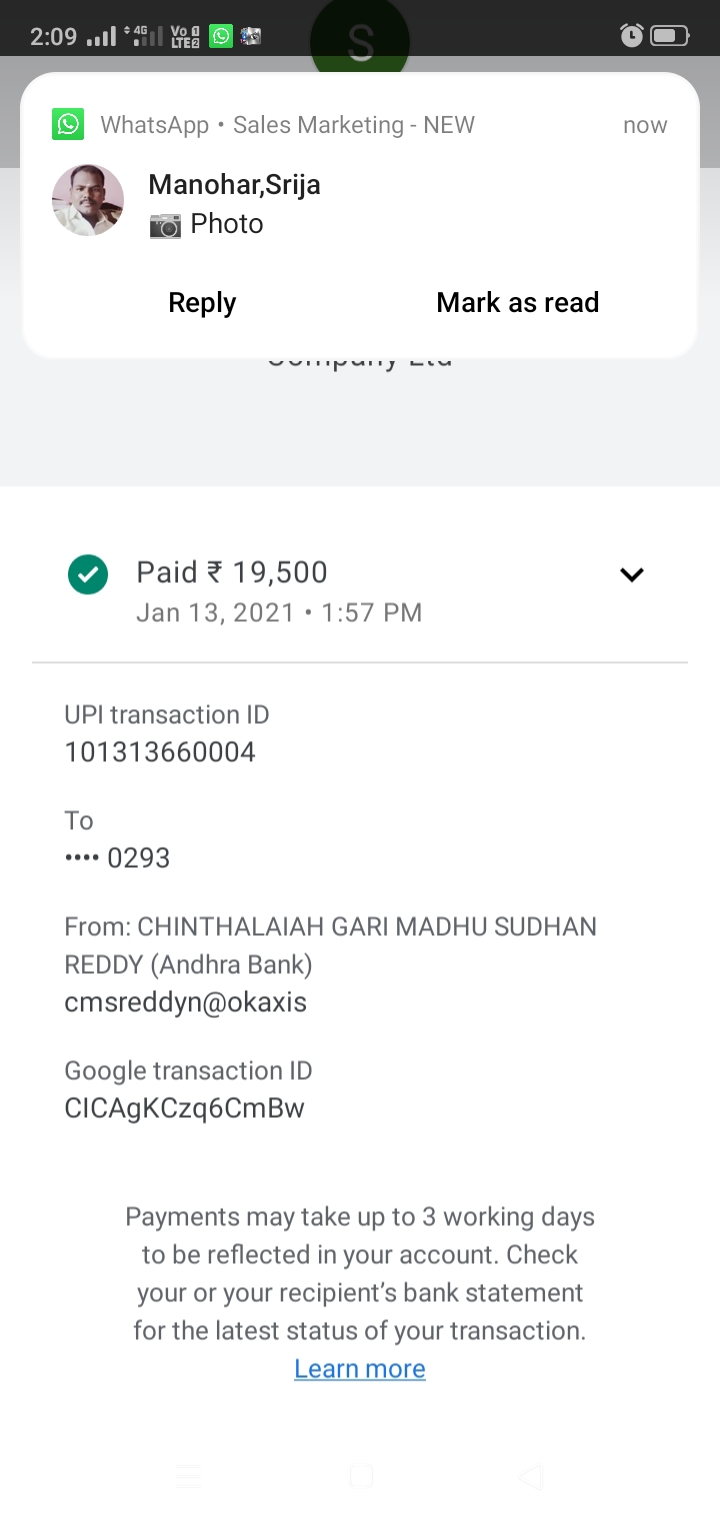 2:09 4G Vo 1 LTE 2
S
WhatsApp • Sales Marketing - NEW now
Manohar,Srija
Photo
Reply Mark as read
Company Ltd
Paid ₹ 19,500
Jan 13, 2021 • 1:57 PM
UPI transaction ID
101313660004
To
•••• 0293
From: CHINTHALAIAH GARI MADHU SUDHAN
REDDY (Andhra Bank)
cmsreddyn@okaxis
Google transaction ID
CICAgKCzq6CmBw
Payments may take up to 3 working days
to be reflected in your account. Check
your or your recipient’s bank statement
for the latest status of your transaction.
Learn more